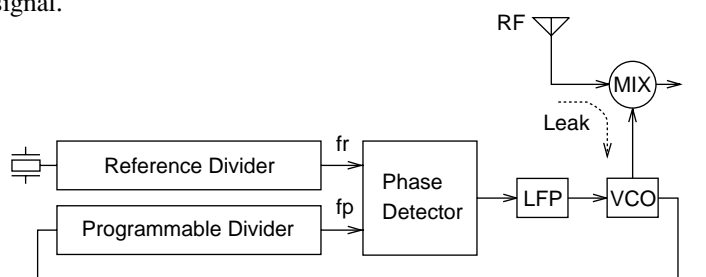 signal.
RF
MIX
Leak
fr
Reference Divider
Phase
Detector
LFP
VCO
fp
Programmable Divider